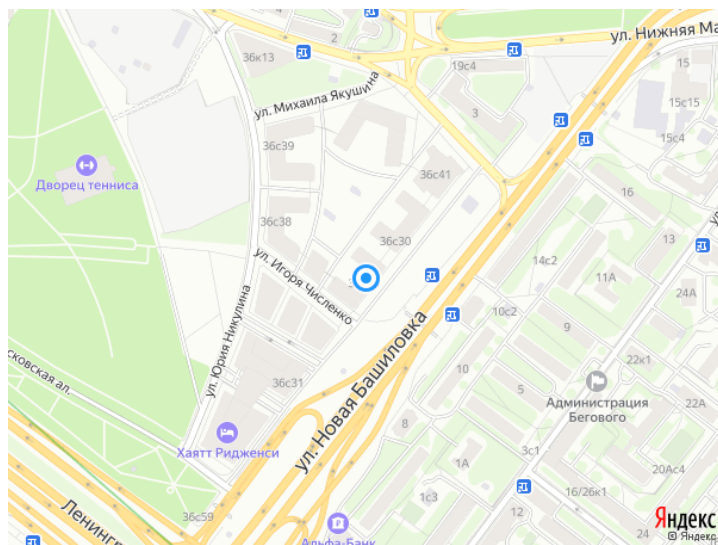 2
36к13
ул. Нижняя Ма
19с4
15
ул. Михаила Якушина
3
15с15
36с39
15с4
Дворец тенниса
36с41
16
36с38
36с30
13
ул. Игоря Численко
14с2
11А
24А
ул. Юрия Никулина
10с2
9
ул. Новая Башиловка
сковская ал.
22к1
36с31
10
5
Администрация
Бегового
22А
8
Хаятт Ридженси
3с1
1А
20Ас4
16/26к1
1с3
36с59
Ленингр
12
Альфа-Банк
Яндекс
© Яндекс